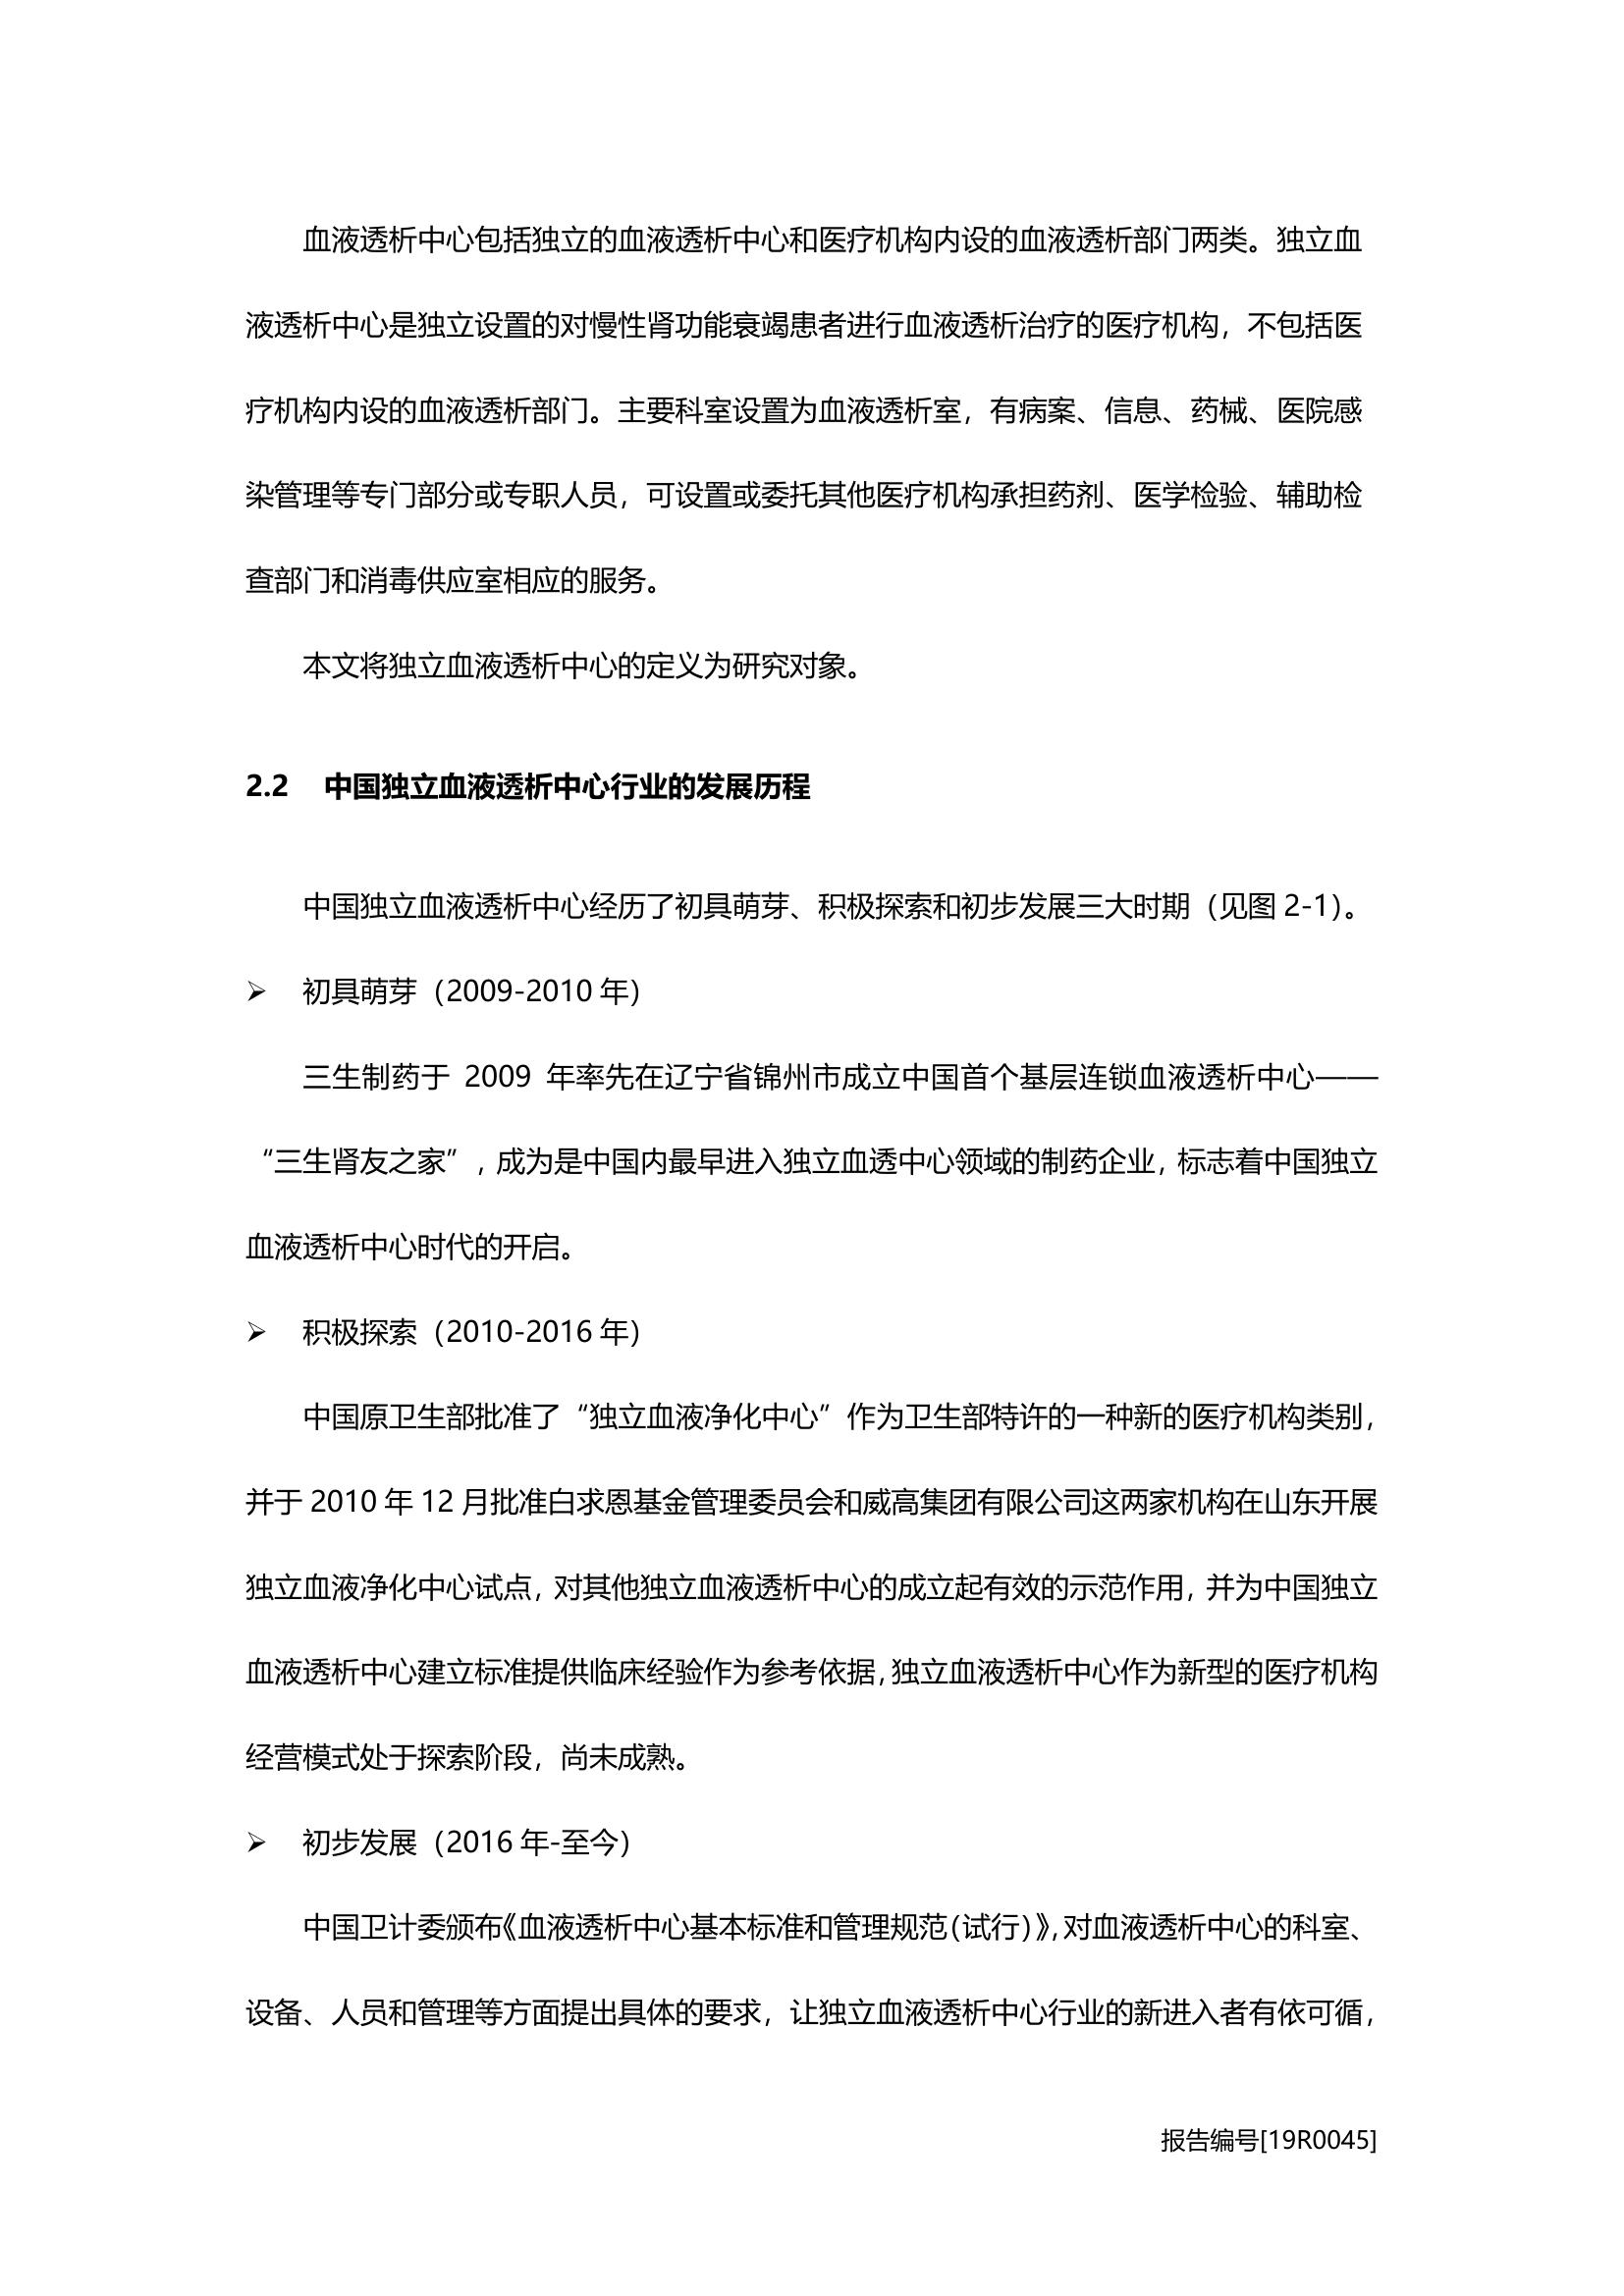 血液透析中心包括独立的血液透析中心和医疗机构内设的血液透析部门两类。独立血
液透析中心是独立设置的对慢性肾功能衰竭患者进行血液透析治疗的医疗机构，不包括医
疗机构内设的血液透析部门。主要科室设置为血液透析室，有病案、信息、药械、医院感
染管理等专门部分或专职人员，可设置或委托其他医疗机构承担药剂、医学检验、辅助检
查部门和消毒供应室相应的服务。
本文将独立血液透析中心的定义为研究对象。
2.2 中国独立血液透析中心行业的发展历程
中国独立血液透析中心经历了初具萌芽、积极探索和初步发展三大时期（见图 2-1）。
➢ 初具萌芽（2009-2010 年）
三生制药于 2009 年率先在辽宁省锦州市成立中国首个基层连锁血液透析中心——
“三生肾友之家”，成为是中国内最早进入独立血透中心领域的制药企业，标志着中国独立
血液透析中心时代的开启。
➢ 积极探索（2010-2016 年）
中国原卫生部批准了“独立血液净化中心”作为卫生部特许的一种新的医疗机构类别，
并于 2010 年 12 月批准白求恩基金管理委员会和威高集团有限公司这两家机构在山东开展
独立血液净化中心试点，对其他独立血液透析中心的成立起有效的示范作用，并为中国独立
血液透析中心建立标准提供临床经验作为参考依据，独立血液透析中心作为新型的医疗机构
经营模式处于探索阶段，尚未成熟。
➢ 初步发展（2016 年-至今）
中国卫计委颁布《血液透析中心基本标准和管理规范（试行）》，对血液透析中心的科室、
设备、人员和管理等方面提出具体的要求，让独立血液透析中心行业的新进入者有依可循，
报告编号[19R0045]